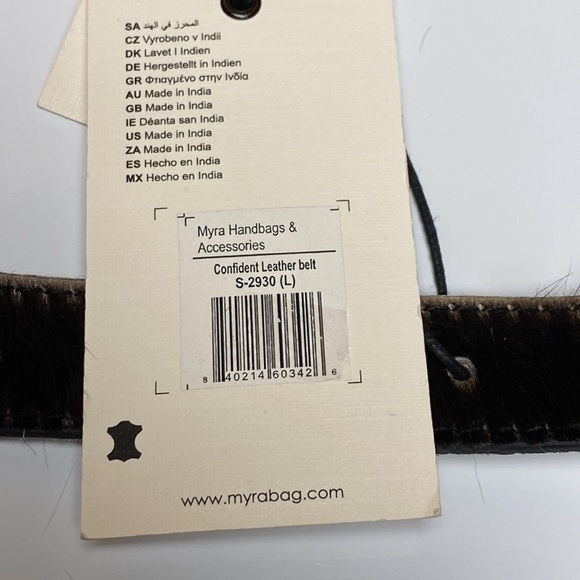 SA المحرز في الهند
CZ Vyrobeno v Indii
DK Lavet I Indien
DE Hergestellt in Indien
GR Φτιαγμένο στην Ινδία
AU Made in India
GB Made in India
IE Déanta san India
US Made in India
ZA Made in India
ES Hecho en India
MX Hecho en India
Myra Handbags &
Accessories
Confident Leather belt
S-2930 (L)
8 40214 60342 6
www.myrabag.com